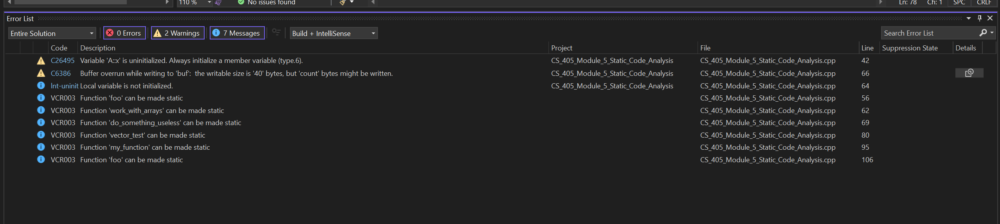 110 % No issues found Ln: 78 Ch: 1 SPC CRLF
Error List
Entire Solution 0 Errors 2 Warnings 7 Messages Build + IntelliSense Search Error List
Code Description Project File Line Suppression State Details
C26495 Variable 'A::x' is uninitialized. Always initialize a member variable (type.6). CS_405_Module_5_Static_Code_Analysis CS_405_Module_5_Static_Code_Analysis.cpp 42
C6386 Buffer overrun while writing to 'buf':  the writable size is '40' bytes, but 'count' bytes might be written. CS_405_Module_5_Static_Code_Analysis CS_405_Module_5_Static_Code_Analysis.cpp 66
lnt-uninit Local variable is not initialized. CS_405_Module_5_Static_Code_Analysis CS_405_Module_5_Static_Code_Analysis.cpp 64
VCR003 Function 'foo' can be made static CS_405_Module_5_Static_Code_Analysis.cpp 56
VCR003 Function 'work_with_arrays' can be made static CS_405_Module_5_Static_Code_Analysis.cpp 62
VCR003 Function 'do_something_useless' can be made static CS_405_Module_5_Static_Code_Analysis.cpp 69
VCR003 Function 'vector_test' can be made static CS_405_Module_5_Static_Code_Analysis.cpp 80
VCR003 Function 'my_function' can be made static CS_405_Module_5_Static_Code_Analysis.cpp 95
VCR003 Function 'foo' can be made static CS_405_Module_5_Static_Code_Analysis.cpp 106